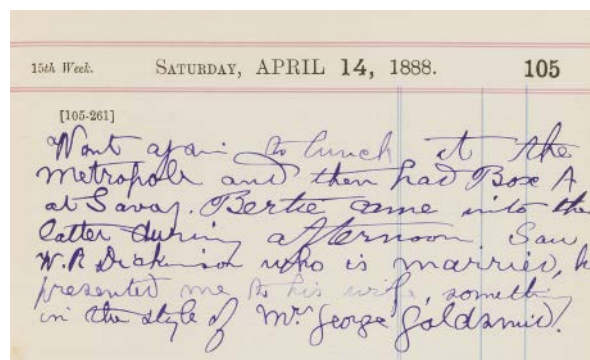 15th Week. SATURDAY, APRIL 14, 1888. 105
[105-261]
Went again to lunch at the
Metropole and then had Box A
at Savoy. Bertie came into the
latter during afternoon. Saw
W.R. Dickinson who is married, h
presented me to his wife, something
in the style of Mrs. George Goldsmid.